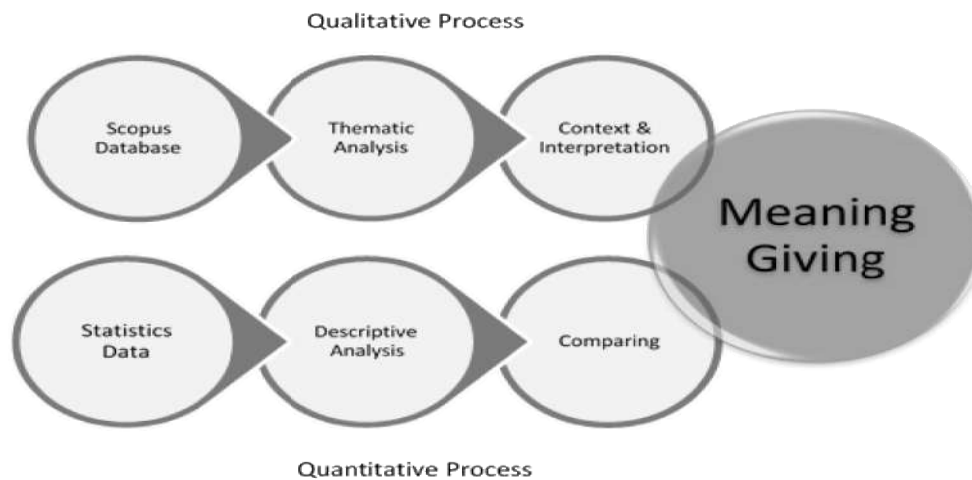 Qualitative Process
Scopus
Database
Thematic
Analysis
Context &
Interpretation
Meaning
Giving
Statistics
Data
Descriptive
Analysis
Comparing
Quantitative Process